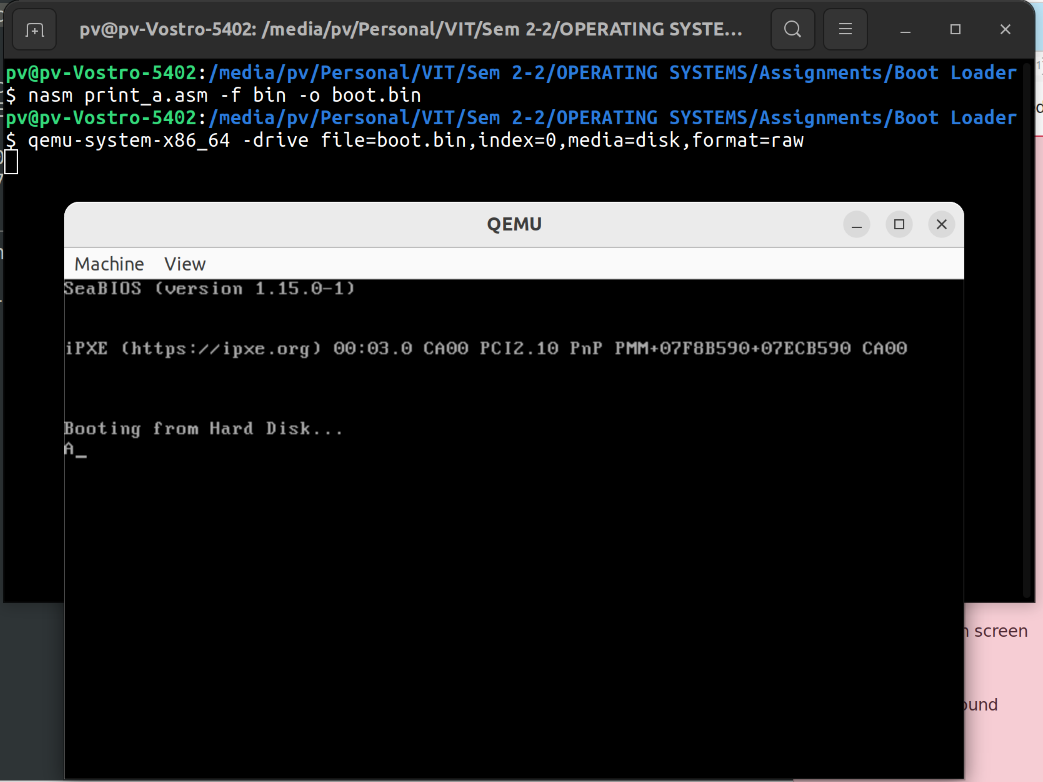 pv@pv-Vostro-5402: /media/pv/Personal/VIT/Sem 2-2/OPERATING SYSTE...
pv@pv-Vostro-5402:/media/pv/Personal/VIT/Sem 2-2/OPERATING SYSTEMS/Assignments/Boot Loader
$ nasm print_a.asm -f bin -o boot.bin
pv@pv-Vostro-5402:/media/pv/Personal/VIT/Sem 2-2/OPERATING SYSTEMS/Assignments/Boot Loader
$ qemu-system-x86_64 -drive file=boot.bin,index=0,media=disk,format=raw
QEMU
Machine View
SeaBIOS (version 1.15.0-1)
iPXE (https://ipxe.org) 00:03.0 CA00 PCI2.10 PnP PMM+07F8B590+07ECB590 CA00
Booting from Hard Disk...
A_
screen